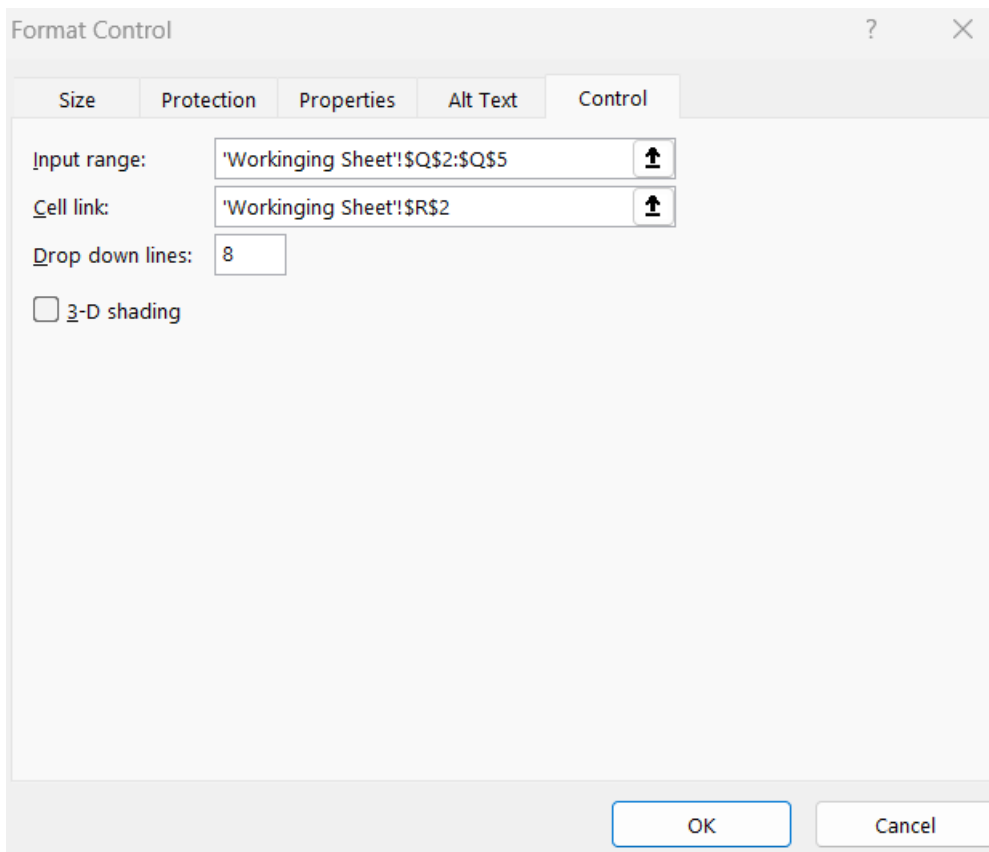 Format Control ?
Size Protection Properties Alt Text Control
Input range: 'Workinging Sheet'!$Q$2:$Q$5
Cell link: 'Workinging Sheet'!$R$2
Drop down lines: 8
3-D shading
OK Cancel